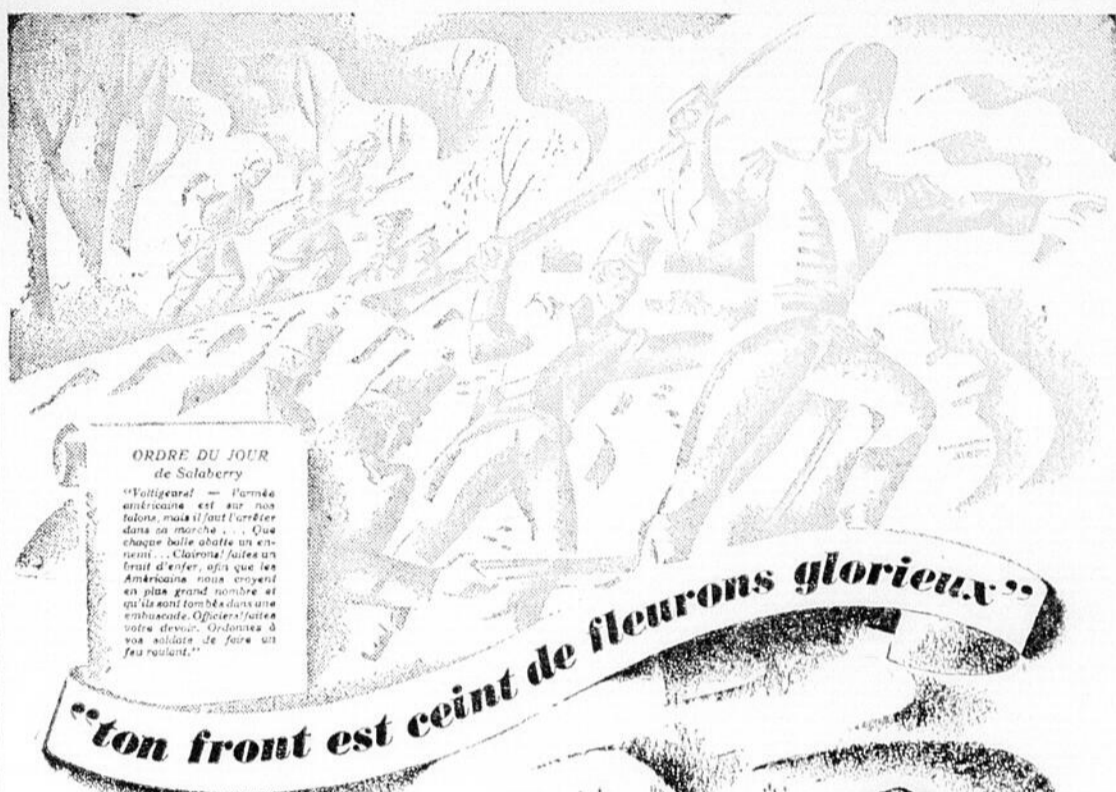 ORDRE DU JOUR
de Salaberry
"Voltigeurs! — l'armée
américaine est sur nos
talons, mais il faut l'arrêter
dans sa marche . . . Que
chaque balle abatte un en-
nemi . . . Clairons! faites un
bruit d'enfer, afin que les
Américains nous croyent
en plus grand nombre et
qu'ils sont tombés dans une
embuscade. Officiers! faites
votre devoir. Ordonnez à
vos soldats de faire un
feu roulant."
"ton front est ceint de fleurons glorieux"